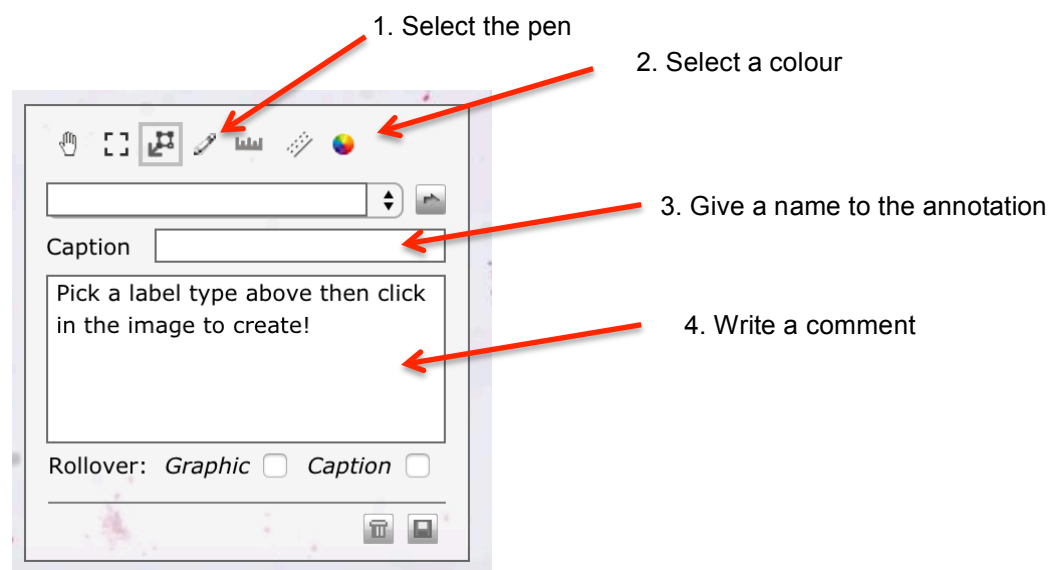 1. Select the pen
2. Select a colour
3. Give a name to the annotation
Caption
Pick a label type above then click
in the image to create!
4. Write a comment
Rollover: Graphic Caption